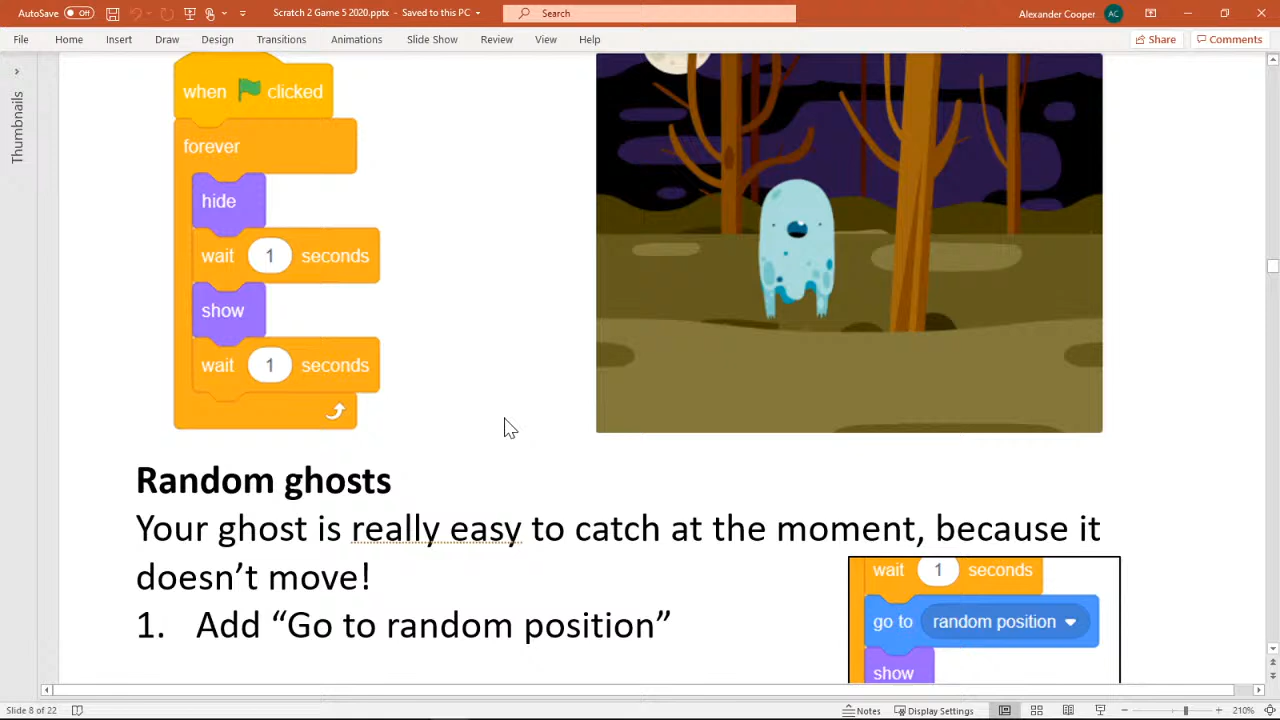 AutoSave Off Scratch 2 Game 5 2020.pptx - Saved to this PC Search Alexander Cooper AC
File Home Insert Draw Design Transitions Animations Slide Show Review View Help Share Comments
Thumbnails
when clicked
forever
hide
wait 1 seconds
show
wait 1 seconds
Random ghosts
Your ghost is really easy to catch at the moment, because it
doesn’t move!
1. Add “Go to random position”
wait 1 seconds
go to random position
show
Slide 8 of 22 Notes Display Settings 210%